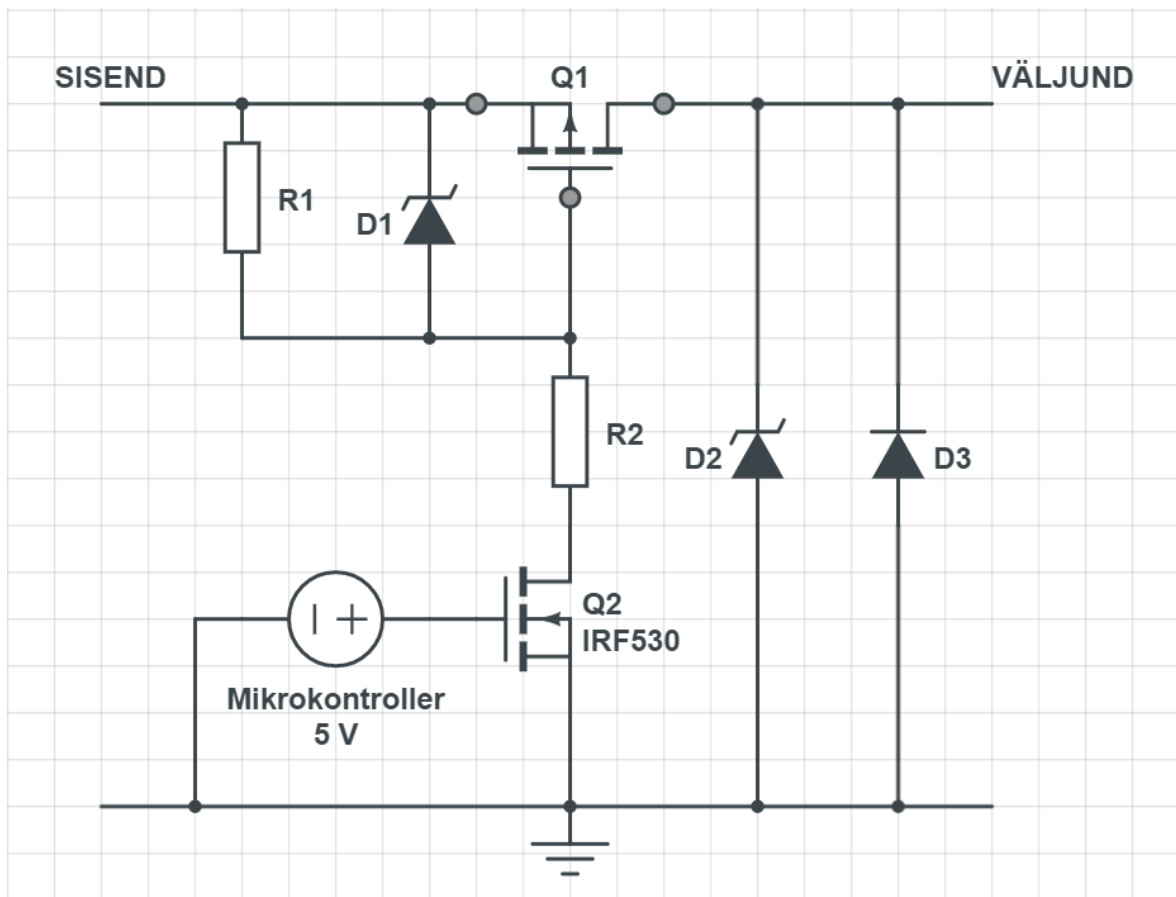 SISEND
Q1
VÄLJUND
R1
D1
R2
D2
D3
Q2
IRF530
Mikrokontroller
5 V